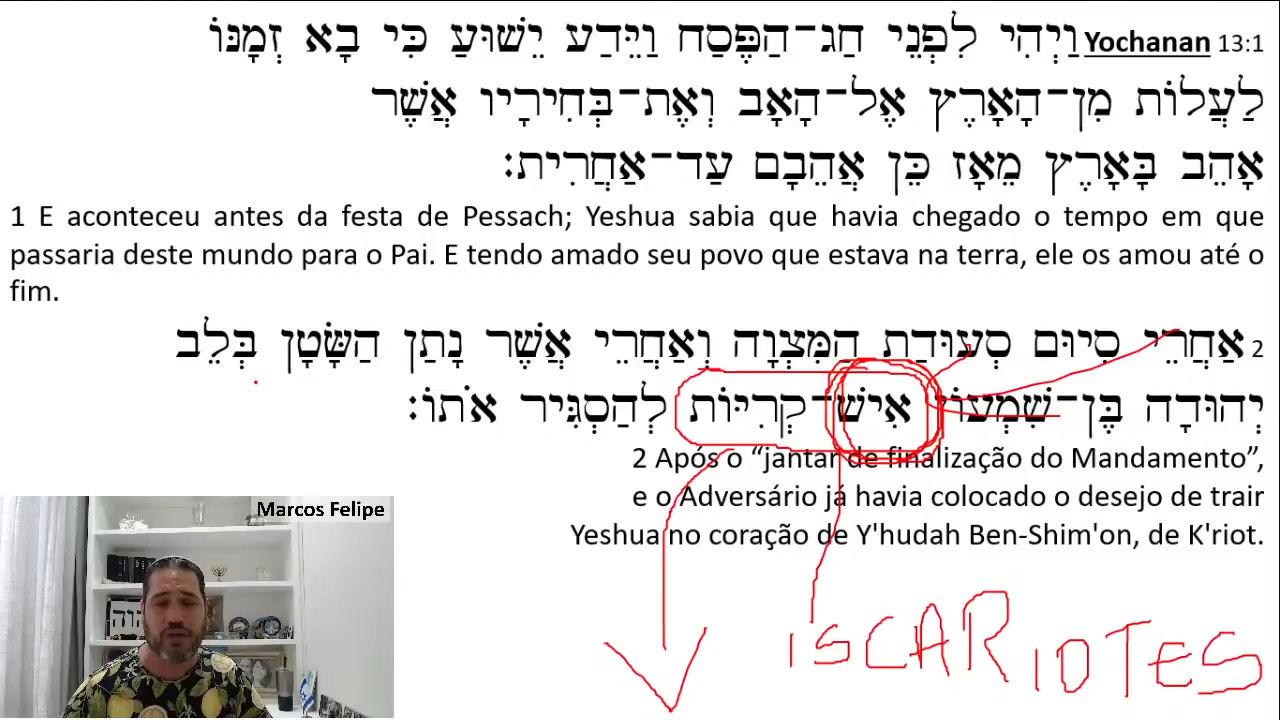 Yochanan 13:1 וַיְהִי לִפְנֵי חַג־הַפֶּסַח וַיֵּדַע יֵשׁוּעַ כִּי בָא זְמַנּוֹ
לַעֲלוֹת מִן־הָאָרֶץ אֶל־הָאָב וְאֶת־בְּחִירָיו אֲשֶׁר
אָהֵב בָּאָרֶץ מֵאָז כֵּן אֲהֵבָם עַד־אַחֲרִית׃
1 E aconteceu antes da festa de Pessach; Yeshua sabia que havia chegado o tempo em que
passaria deste mundo para o Pai. E tendo amado seu povo que estava na terra, ele os amou até o
fim.
2 אַחֲרֵי סִיּוּם סְעוּדַת הַמִּצְוָה וְאַחֲרֵי אֲשֶׁר נָתַן הַשָּׂטָן בְּלֵב
יְהוּדָה בֶּן־שִׁמְעוֹן אִישׁ־קְרִיּוֹת לְהַסְגִּיר אֹתוֹ׃
2 Após o “jantar de finalização do Mandamento”,
e o Adversário já havia colocado o desejo de trair
Yeshua no coração de Y'hudah Ben-Shim'on, de K'riot.
Marcos Felipe
ISCARIOTES